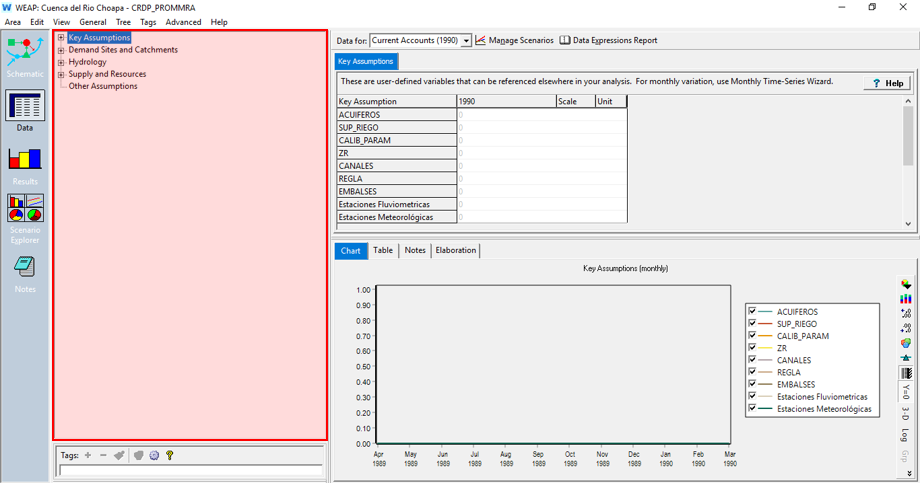 WEAP: Cuenca del Rio Choapa - CRDP_PROMMRA
Area Edit View General Tree Tags Advanced Help
Schematic
Data
Results
Scenario
Explorer
Notes
Key Assumptions
Demand Sites and Catchments
Hydrology
Supply and Resources
Other Assumptions
Tags:
Data for: Current Accounts (1990) Manage Scenarios Data Expressions Report
Key Assumptions
These are user-defined variables that can be referenced elsewhere in your analysis. For monthly variation, use Monthly Time-Series Wizard.
? Help
Key Assumption 1990 Scale Unit
ACUIFEROS 0
SUP_RIEGO 0
CALIB_PARAM 0
ZR 0
CANALES 0
REGLA 0
EMBALSES 0
Estaciones Fluviometricas 0
Estaciones Meteorológicas 0
Chart Table Notes Elaboration
Key Assumptions (monthly)
1.00
0.90
0.80
0.70
0.60
0.50
0.40
0.30
0.20
0.10
0.00
Apr May Jun Jul Aug Sep Oct Nov Dec Jan Feb Mar
1989 1989 1989 1989 1989 1989 1989 1989 1989 1990 1990 1990
ACUIFEROS
SUP_RIEGO
CALIB_PARAM
ZR
CANALES
REGLA
EMBALSES
Estaciones Fluviometricas
Estaciones Meteorológicas
Y=0
3-D
Log
Grp